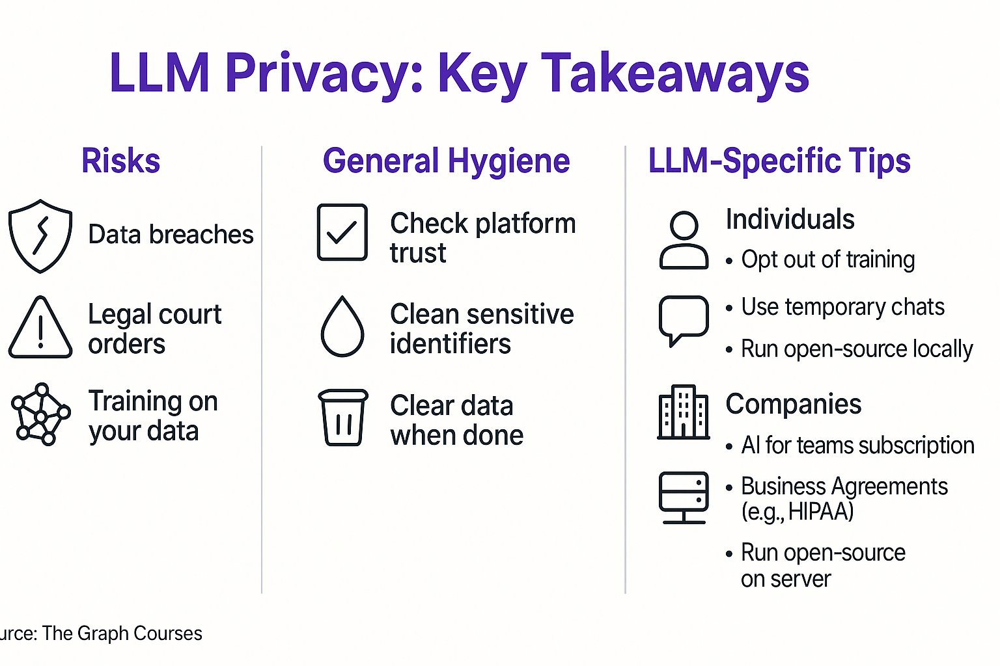 LLM Privacy: Key Takeaways
Risks
Data breaches
Legal court
orders
Training on
your data
General Hygiene
Check platform
trust
Clean sensitive
identifiers
Clear data
when done
LLM-Specific Tips
Individuals
• Opt out of training
• Use temporary chats
• Run open-source locally
Companies
• AI for teams subscription
• Business Agreements
(e.g., HIPAA)
• Run open-source
on server
urce: The Graph Courses